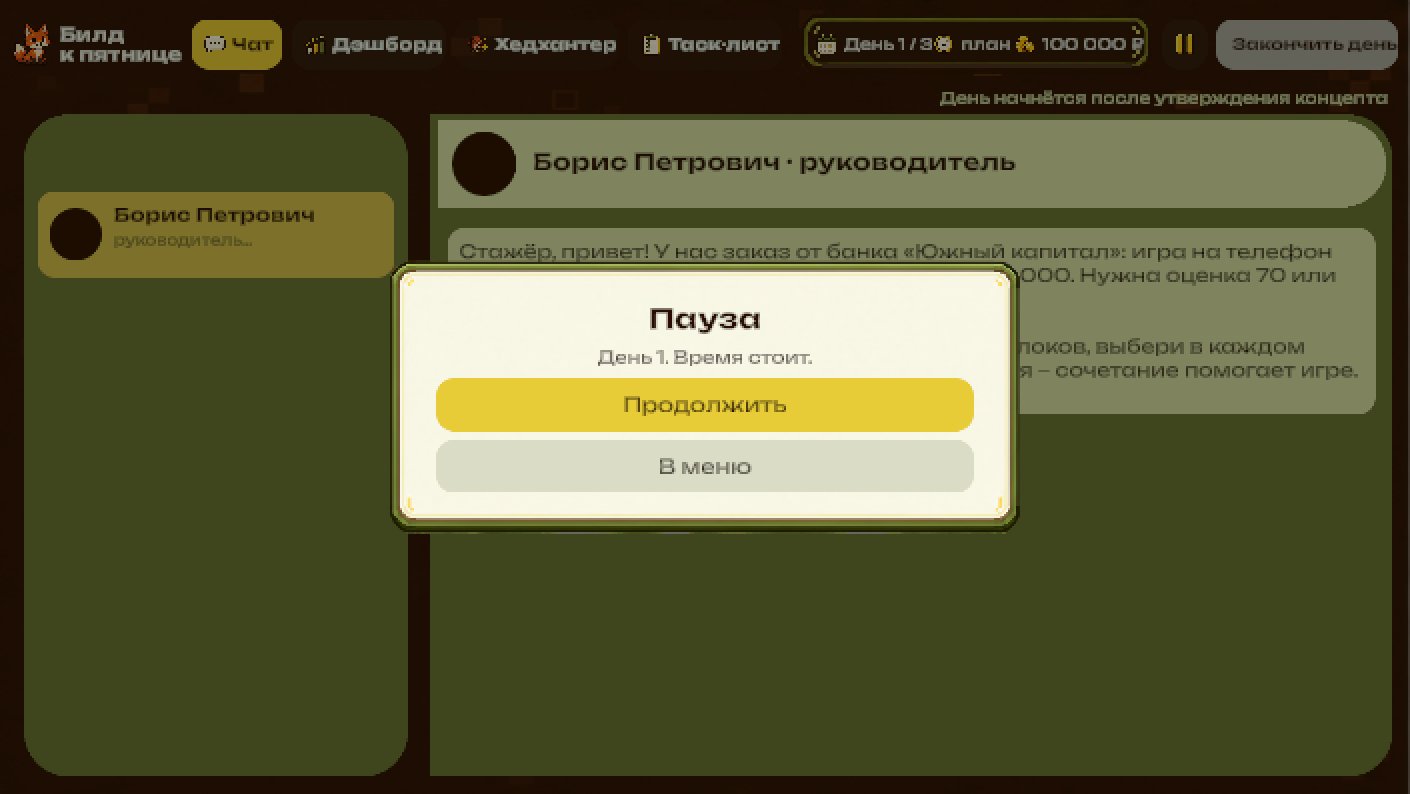 Билд
к пятнице
Чат
Дэшборд
Хедхантер
Таск-лист
День 1 / 3
план
100 000 ₽
Закончить день
День начнётся после утверждения концепта
Борис Петрович
руководитель...
Борис Петрович · руководитель
Стажёр, привет! У нас заказ от банка «Южный капитал»: игра на телефон
000. Нужна оценка 70 или
локов, выбери в каждом
я – сочетание помогает игре.
Пауза
День 1. Время стоит.
Продолжить
В меню